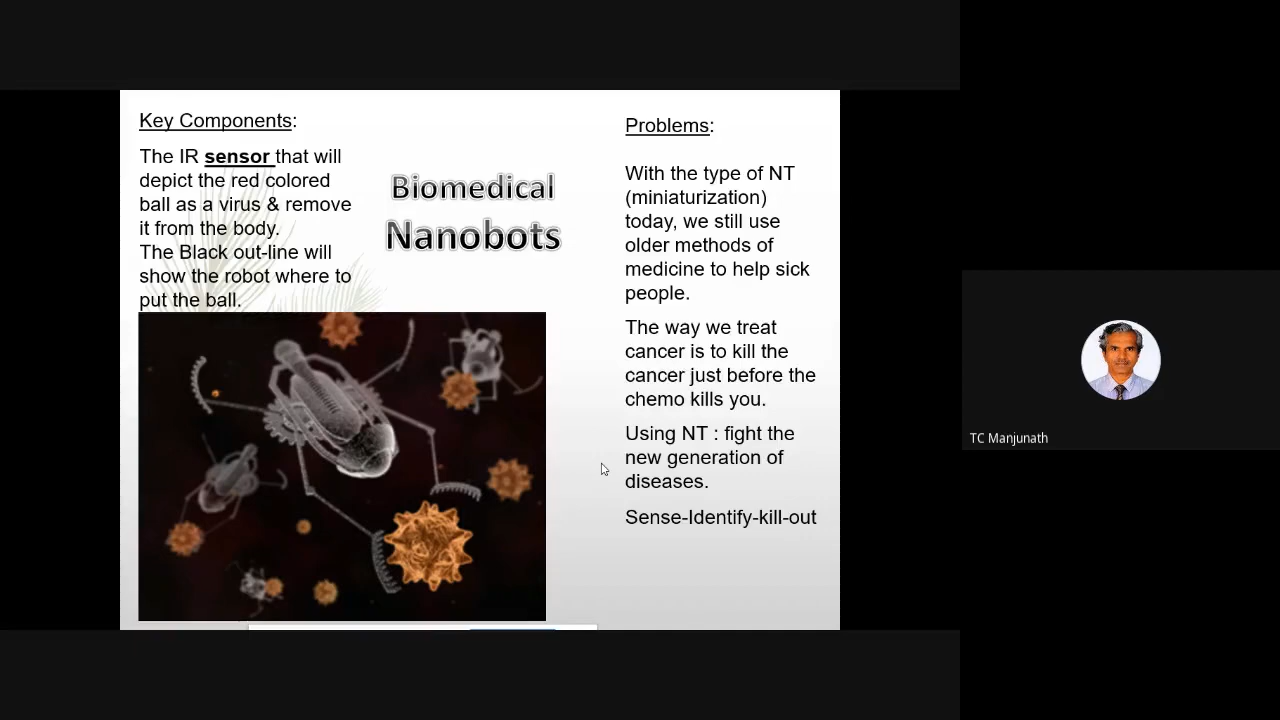 Key Components:
The IR sensor that will
depict the red colored
ball as a virus & remove
it from the body.
The Black out-line will
show the robot where to
put the ball.
Biomedical
Nanobots
Problems:
With the type of NT
(miniaturization)
today, we still use
older methods of
medicine to help sick
people.
The way we treat
cancer is to kill the
cancer just before the
chemo kills you.
Using NT : fight the
new generation of
diseases.
Sense-Identify-kill-out
TC Manjunath